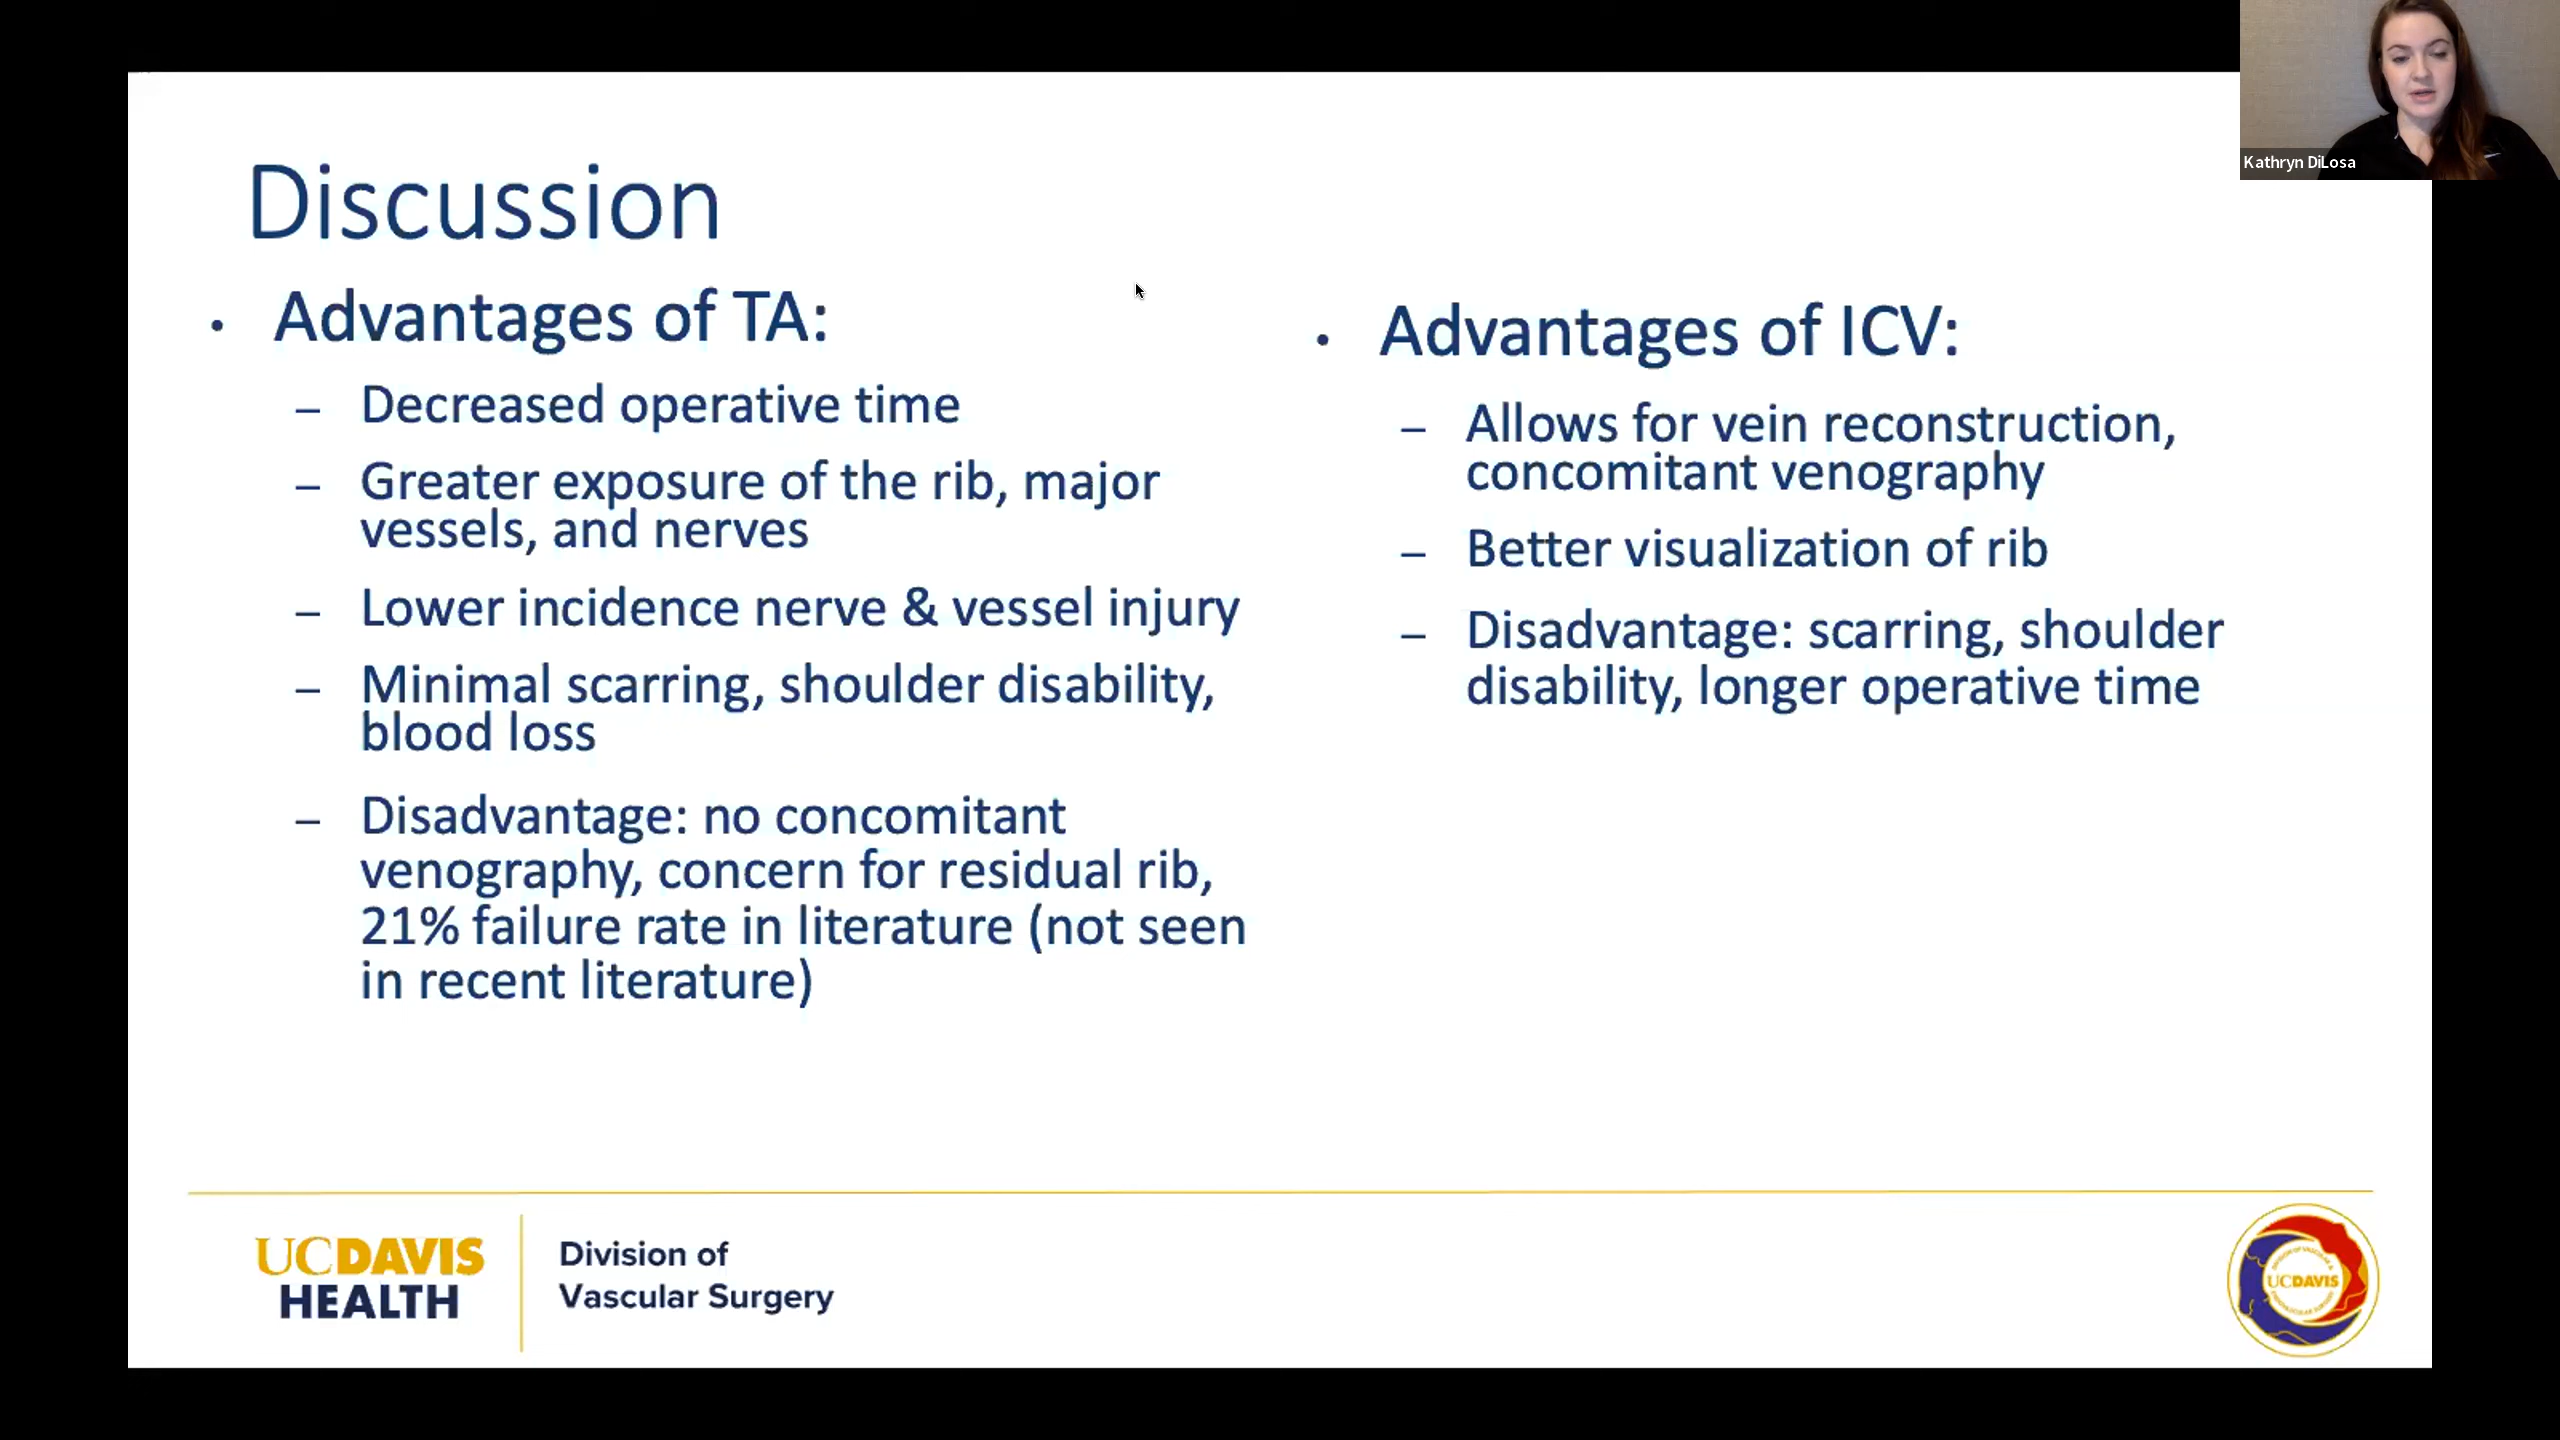 Kathryn DiLosa
Discussion
• Advantages of TA:
– Decreased operative time
– Greater exposure of the rib, major
vessels, and nerves
– Lower incidence nerve & vessel injury
– Minimal scarring, shoulder disability,
blood loss
– Disadvantage: no concomitant
venography, concern for residual rib,
21% failure rate in literature (not seen
in recent literature)
• Advantages of ICV:
– Allows for vein reconstruction,
concomitant venography
– Better visualization of rib
– Disadvantage: scarring, shoulder
disability, longer operative time
UCDAVIS
HEALTH
Division of
Vascular Surgery
UCDAVIS